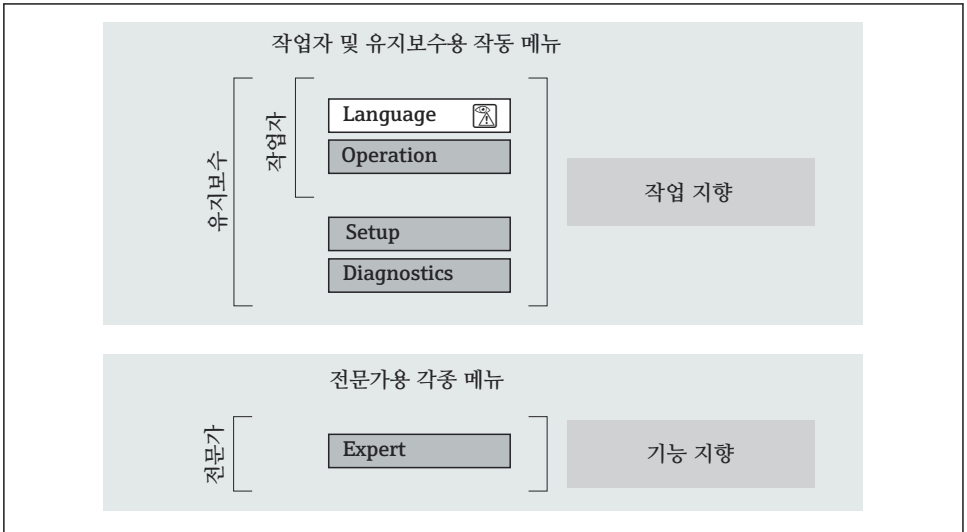 작업자 및 유지보수용 작동 메뉴
유지보수
작업자
Language
Operation
Setup
Diagnostics
작업 지향
전문가용 각종 메뉴
전문가
Expert
기능 지향